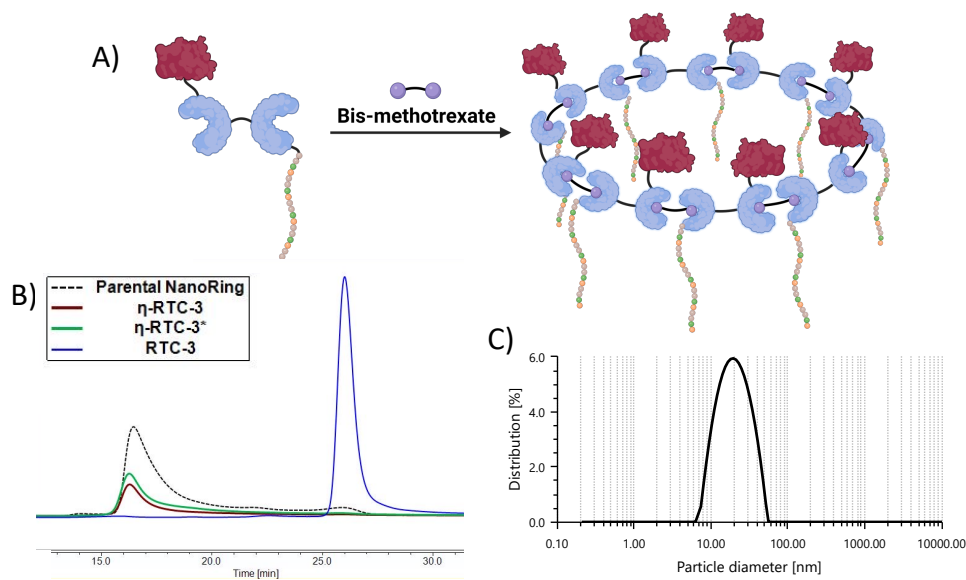 A)
Bis-methotrexate
B)
Parental NanoRing
η-RTC-3
η-RTC-3*
RTC-3
15.0 20.0 25.0 30.0
Time [min]
C)
Distribution [%]
6.0
4.0
2.0
0.0
0.10 1.00 10.00 100.00 1000.00 10000.00
Particle diameter [nm]